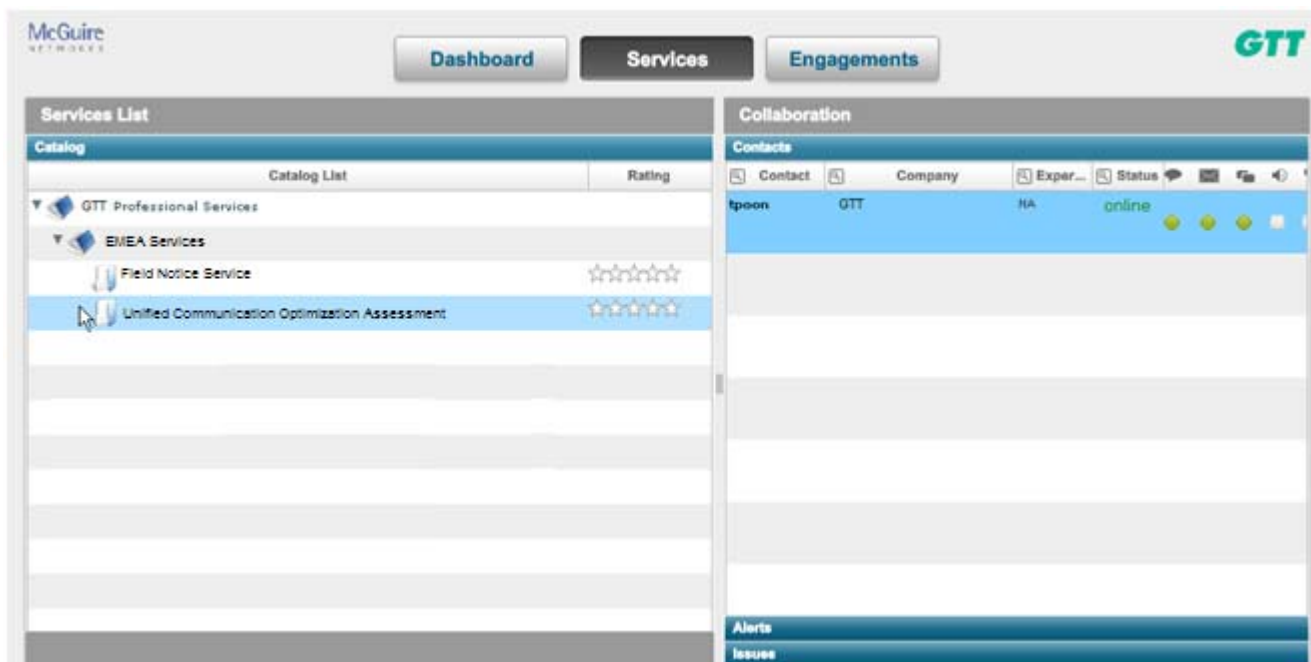 McGuire
NETWORKS
Dashboard
Services
Engagements
GTT
Services List
Catalog
Catalog List
Rating
GTT Professional Services
EMEA Services
Field Notice Service
Unified Communication Optimization Assessment
Collaboration
Contacts
Contact
Company
Exper...
Status
tpoon
GTT
NA
online
Alerts
Issues